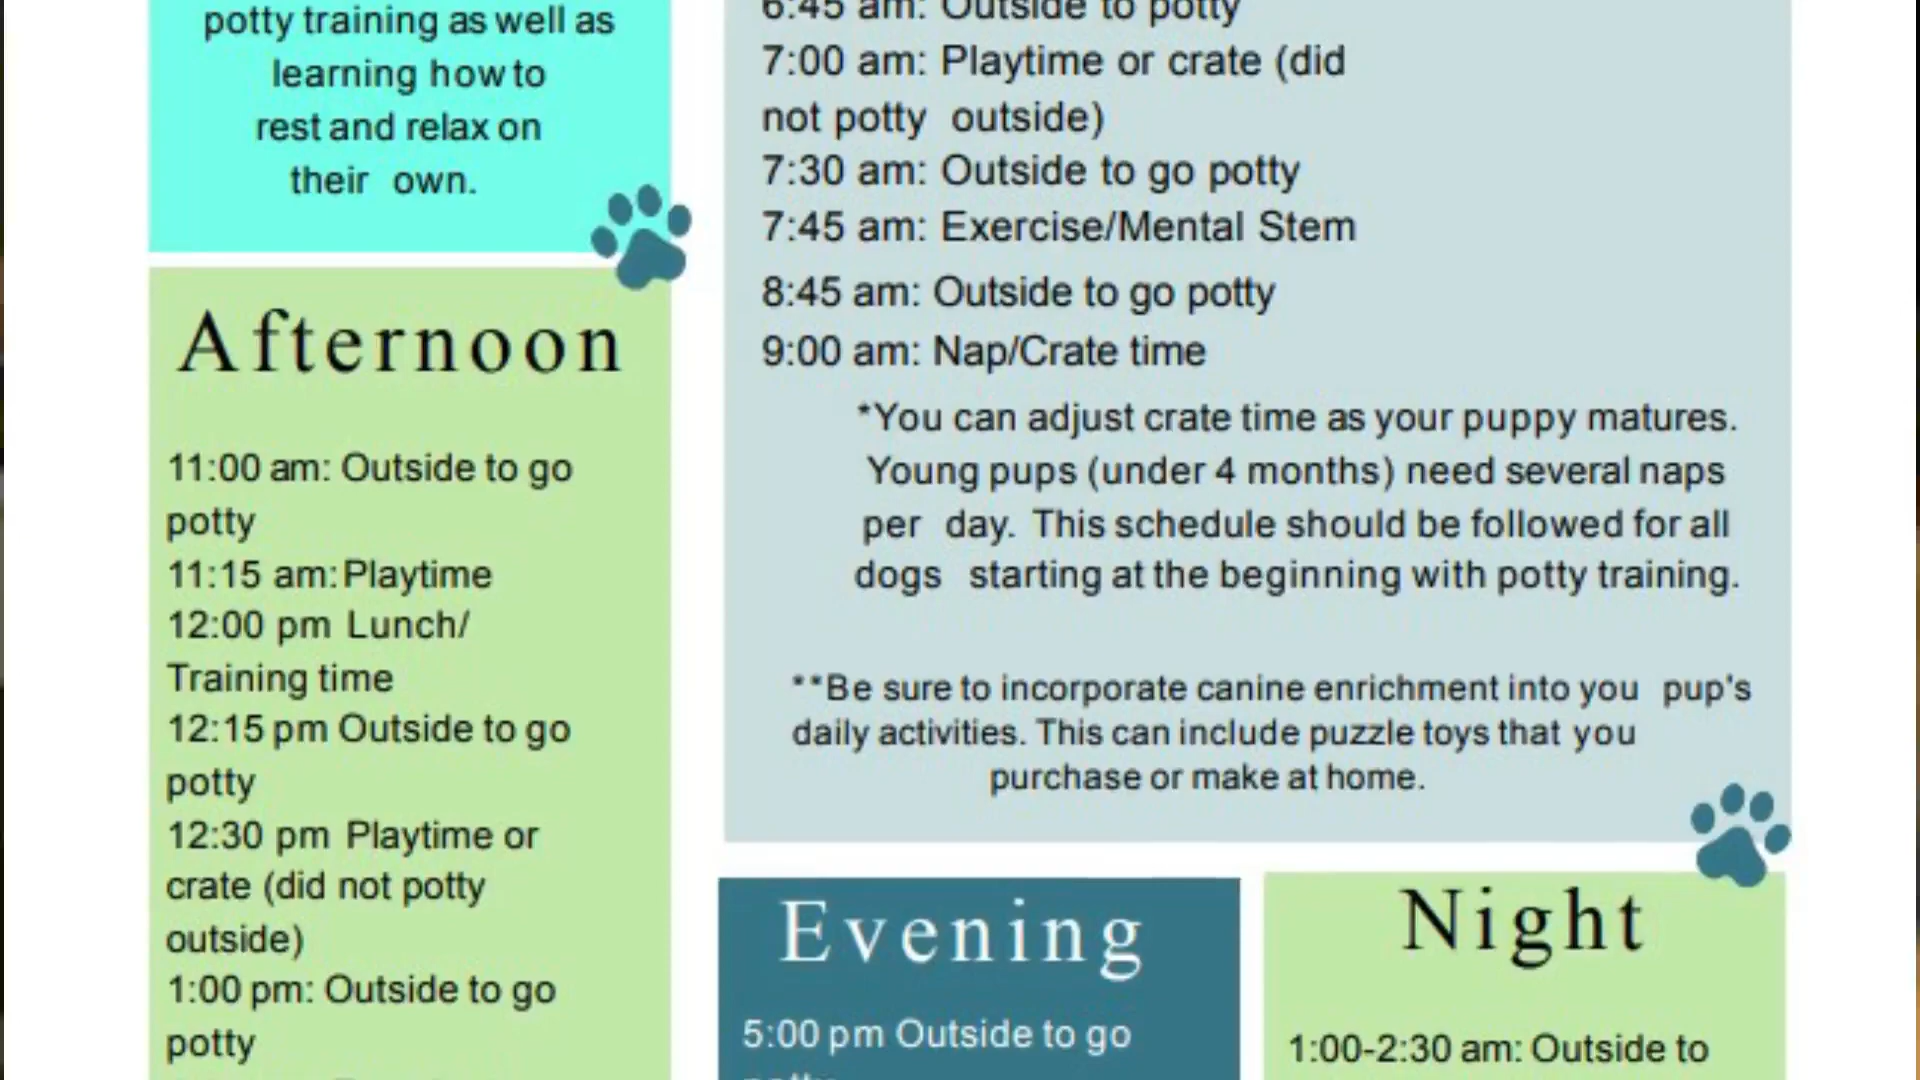 potty training as well as
learning how to
rest and relax on
their own.
6:45 am: Outside to potty
7:00 am: Playtime or crate (did
not potty outside)
7:30 am: Outside to go potty
7:45 am: Exercise/Mental Stem
8:45 am: Outside to go potty
9:00 am: Nap/Crate time
*You can adjust crate time as your puppy matures.
Young pups (under 4 months) need several naps
per day. This schedule should be followed for all
dogs starting at the beginning with potty training.
**Be sure to incorporate canine enrichment into you pup's
daily activities. This can include puzzle toys that you
purchase or make at home.
Afternoon
11:00 am: Outside to go
potty
11:15 am: Playtime
12:00 pm Lunch/
Training time
12:15 pm Outside to go
potty
12:30 pm Playtime or
crate (did not potty
outside)
1:00 pm: Outside to go
potty
Evening
5:00 pm Outside to go
Night
1:00-2:30 am: Outside to